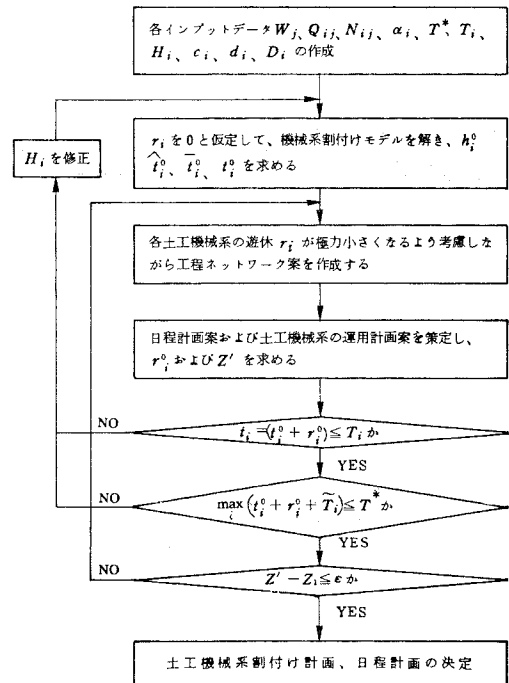 各インプットデータ W_j、Q_{ij}、N_{ij}、α_i、T^*、T_i、
H_i、c_i、d_i、D_i の作成
H_i を修正
r_i を0と仮定して、機械系割付けモデルを解き、h_i^0
\hat{t}_i^0、\bar{t}_i^0、t_i^0 を求める
各土工機械系の遊休 r_i が極力小さくなるよう考慮しな
がら工程ネットワーク案を作成する
日程計画案および土工機械系の運用計画案を策定し、
r_i^0 および Z′ を求める
NO
t_i =(t_i^0 + r_i^0) ≦ T_i か
YES
NO
max_i (t_i^0 + r_i^0 + \tilde{T}_i) ≦ T^* か
YES
NO
Z′ − Z_1 ≦ ε か
YES
土工機械系割付け計画、日程計画の決定